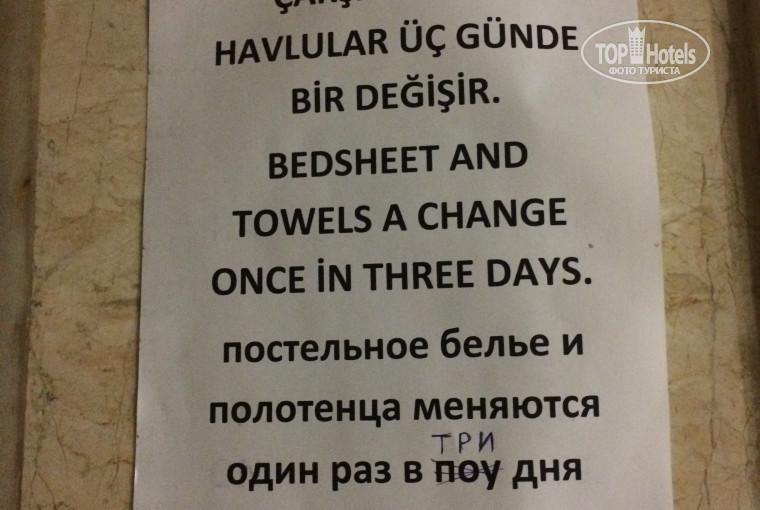 HAVLULAR ÜÇ GÜNDE
BİR DEĞİŞİR.
BEDSHEET AND
TOWELS A CHANGE
ONCE İN THREE DAYS.
постельное белье и
полотенца меняются
ТРИ
один раз в поу дня
TOP Hotels
ФОТО ТУРИСТА